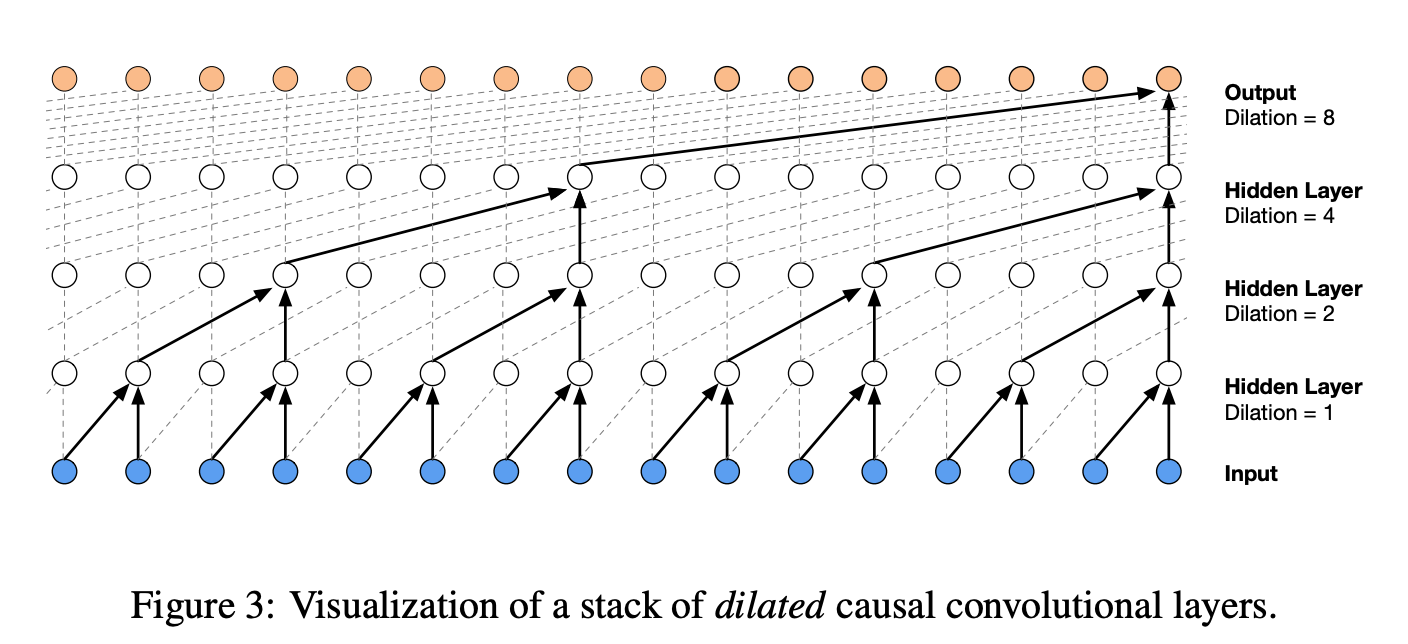 Output
Dilation = 8
Hidden Layer
Dilation = 4
Hidden Layer
Dilation = 2
Hidden Layer
Dilation = 1
Input
Figure 3: Visualization of a stack of dilated causal convolutional layers.